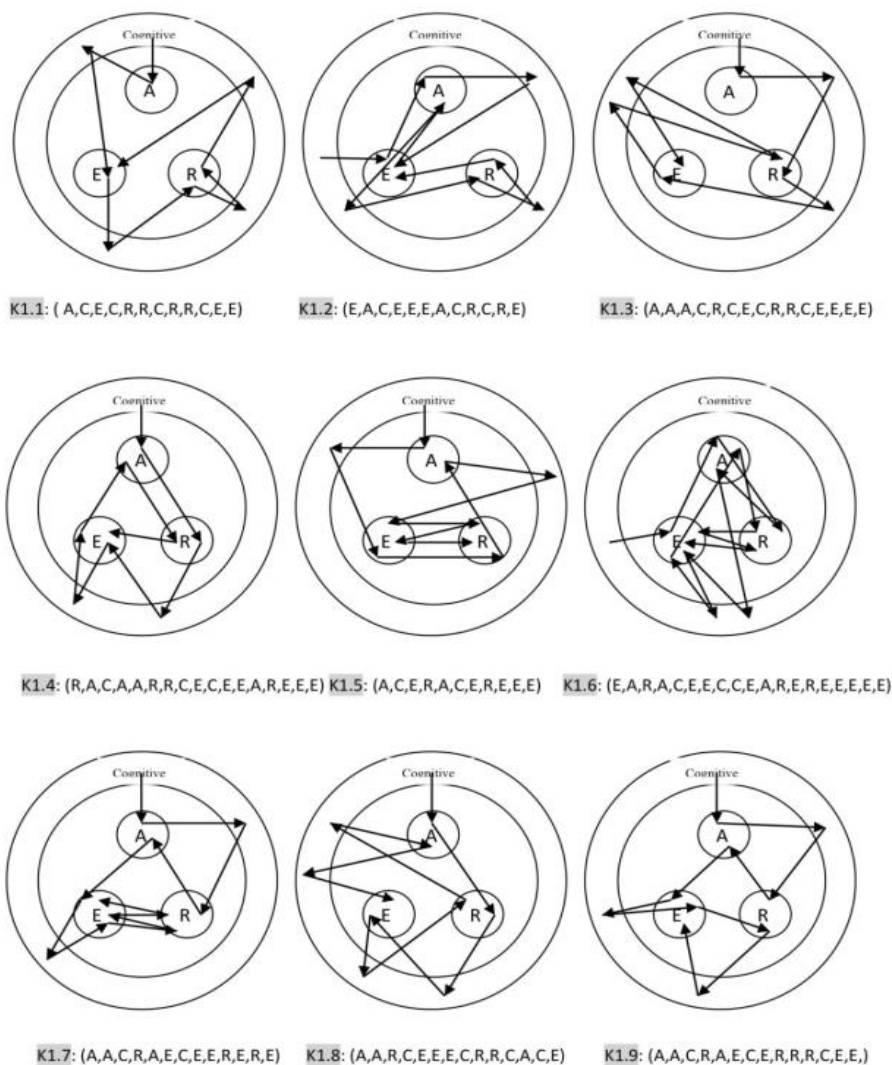 Cognitive Cognitive Cognitive
A A A
E R E R E R
K1.1: ( A,C,E,C,R,R,C,R,R,C,E,E) K1.2: (E,A,C,E,E,E,A,C,R,C,R,E) K1.3: (A,A,A,C,R,C,E,C,R,R,C,E,E,E,E)
Cognitive Cognitive Cognitive
A A A
E R E R E R
K1.4: (R,A,C,A,A,R,R,C,E,C,E,E,A,R,E,E,E) K1.5: (A,C,E,R,A,C,E,R,E,E,E) K1.6: (E,A,R,A,C,E,E,C,C,E,A,R,E,R,E,E,E,E,E)
Cognitive Cognitive Cognitive
A A A
E R E R E R
K1.7: (A,A,C,R,A,E,C,E,E,R,E,R,E) K1.8: (A,A,R,C,E,E,E,C,R,R,C,A,C,E) K1.9: (A,A,C,R,A,E,C,E,R,R,R,C,E,E,)